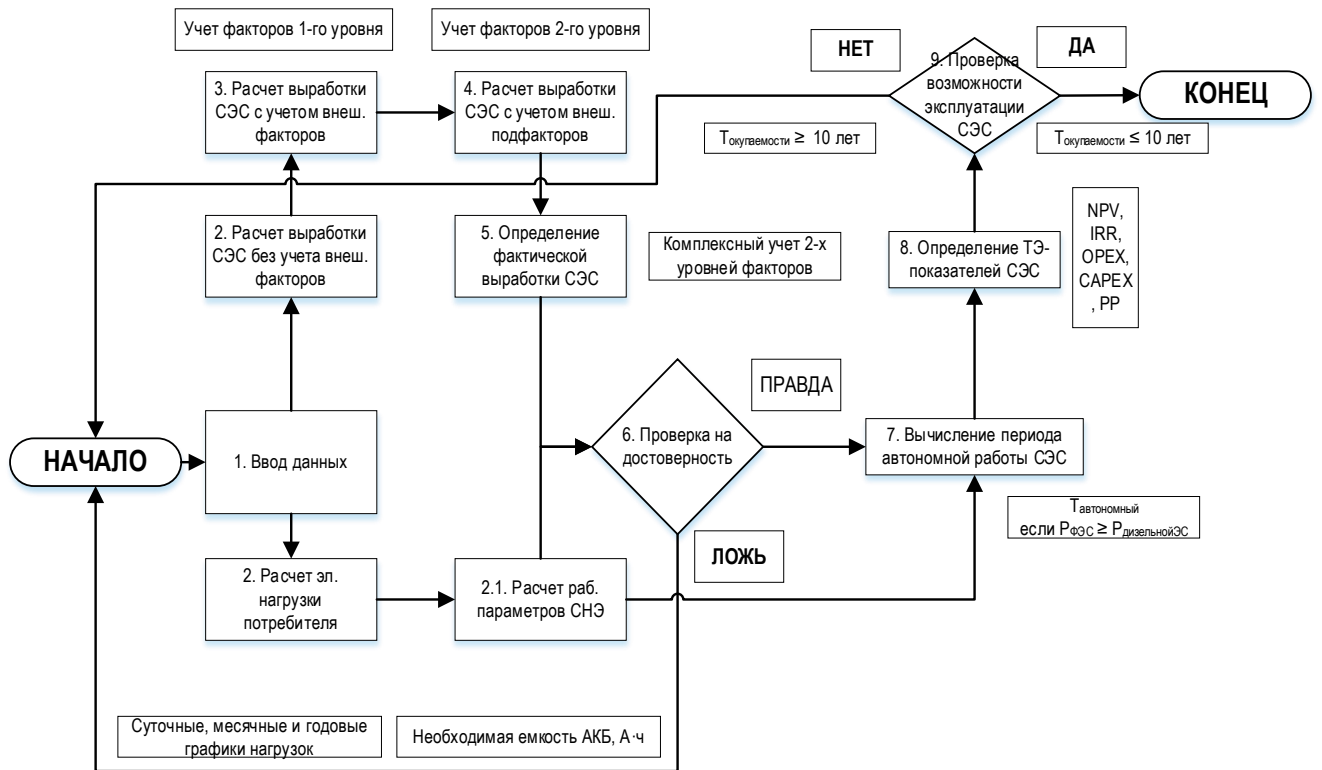 Учет факторов 1-го уровня
Учет факторов 2-го уровня
НЕТ
ДА
3. Расчет выработки
СЭС с учетом внеш.
факторов
4. Расчет выработки
СЭС с учетом внеш.
подфакторов
9. Проверка
возможности
эксплуатации
СЭС
КОНЕЦ
Tокупаемости ≥ 10 лет
Tокупаемости ≤ 10 лет
2. Расчет выработки
СЭС без учета внеш.
факторов
5. Определение
фактической
выработки СЭС
Комплексный учет 2-х
уровней факторов
8. Определение ТЭ-
показателей СЭС
NPV,
IRR,
OPEX,
CAPEX
, PP
ПРАВДА
НАЧАЛО
1. Ввод данных
6. Проверка на
достоверность
7. Вычисление периода
автономной работы СЭС
Tавтономный
если PФЭС ≥ PдизельнойЭС
ЛОЖЬ
2. Расчет эл.
нагрузки
потребителя
2.1. Расчет раб.
параметров СНЭ
Суточные, месячные и годовые
графики нагрузок
Необходимая емкость АКБ, А·ч